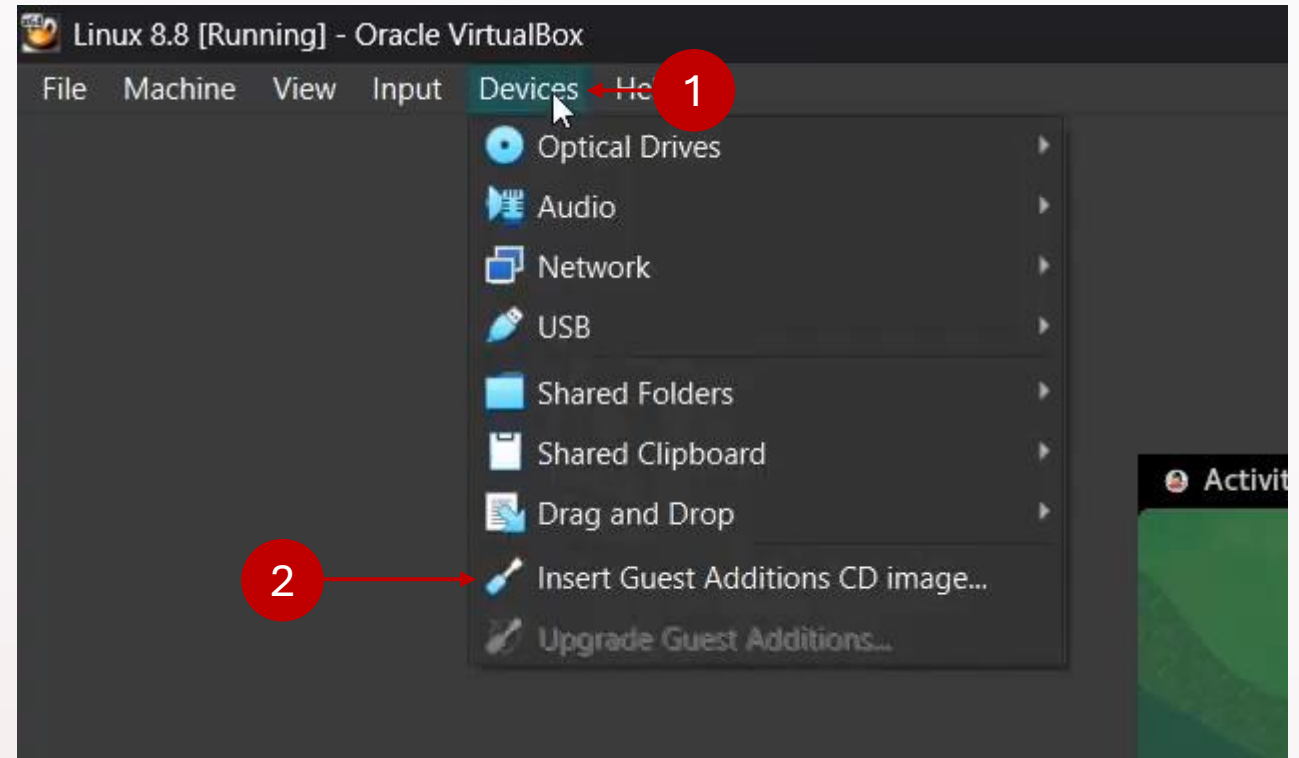 Linux 8.8 [Running] - Oracle VirtualBox
File Machine View Input Devices
1
Optical Drives
Audio
Network
USB
Shared Folders
Shared Clipboard
Activit
Drag and Drop
2
Insert Guest Additions CD image...
Upgrade Guest Additions...